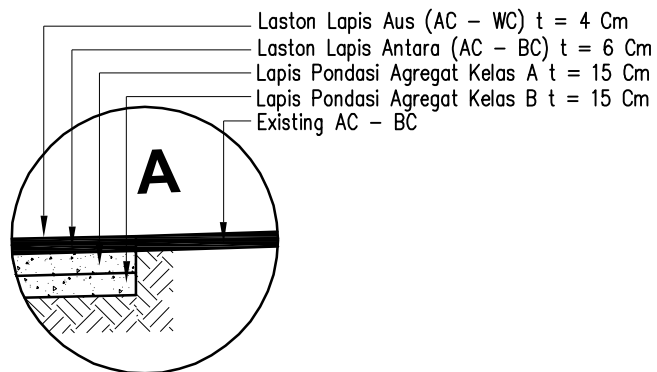 Laston Lapis Aus (AC – WC) t = 4 Cm
Laston Lapis Antara (AC – BC) t = 6 Cm
Lapis Pondasi Agregat Kelas A t = 15 Cm
Lapis Pondasi Agregat Kelas B t = 15 Cm
Existing AC – BC
A